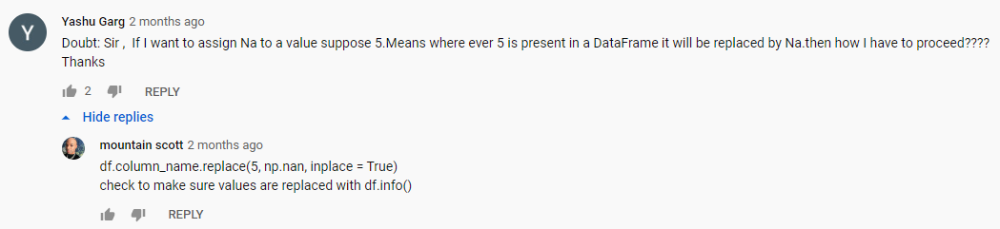 Y
Yashu Garg 2 months ago
Doubt: Sir , If I want to assign Na to a value suppose 5.Means where ever 5 is present in a DataFrame it will be replaced by Na.then how I have to proceed????
Thanks
2 REPLY
Hide replies
mountain scott 2 months ago
df.column_name.replace(5, np.nan, inplace = True)
check to make sure values are replaced with df.info()
REPLY